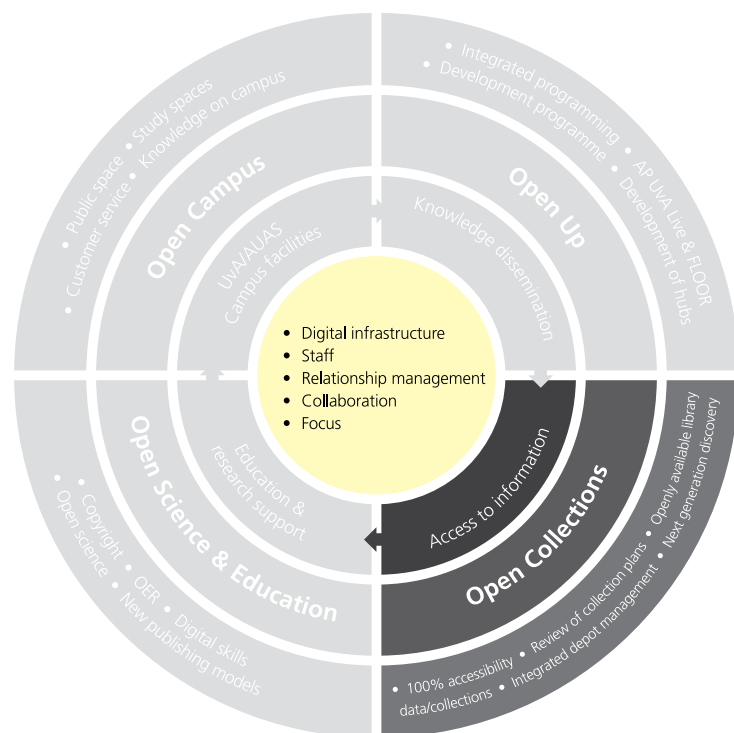 • Public space • Study spaces
• Customer service • Knowledge on campus
Open Campus
UvA/AUAS
Campus facilities
• Integrated programming • AP UvA Live & FLOOR
• Development programme • Development of hubs
Open Up
Knowledge dissemination
• Digital infrastructure
• Staff
• Relationship management
• Collaboration
• Focus
Education &
research support
Open Science & Education
• Copyright • OER • Digital skills
• Open science • New publishing models
Access to information
Open Collections
• 100% accessibility • Review of collection plans • Openly available library
data/collections • Integrated depot management • Next generation discovery